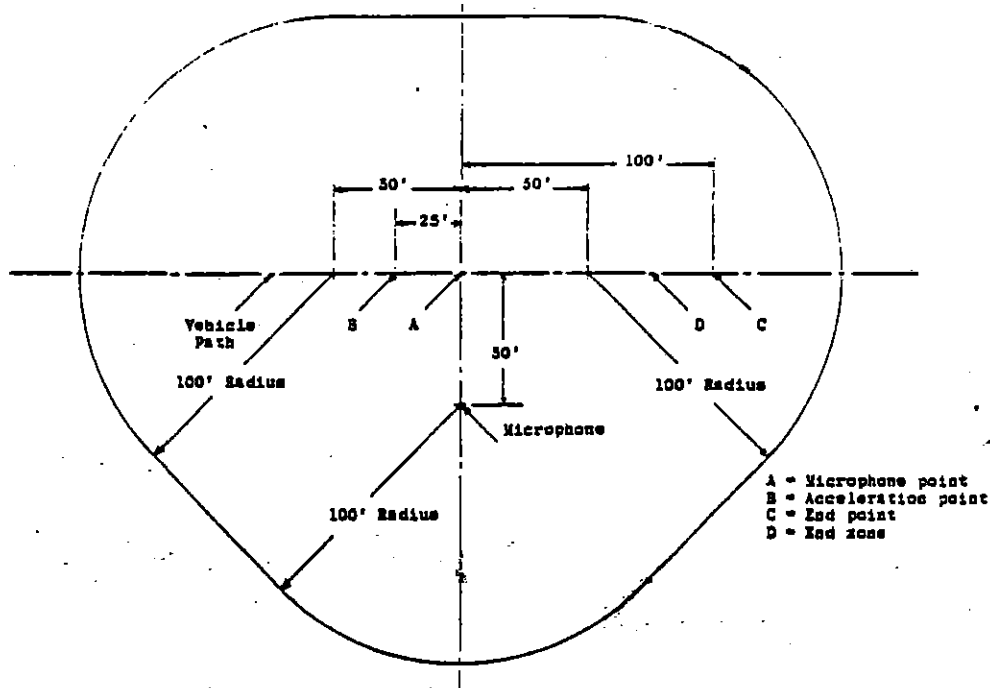 100'
30' 50'
25'
Vehicle
Path
B
A
D
C
30'
100' Radius
100' Radius
Microphone
100' Radius
A = Microphone point
B = Acceleration point
C = End point
D = End zone